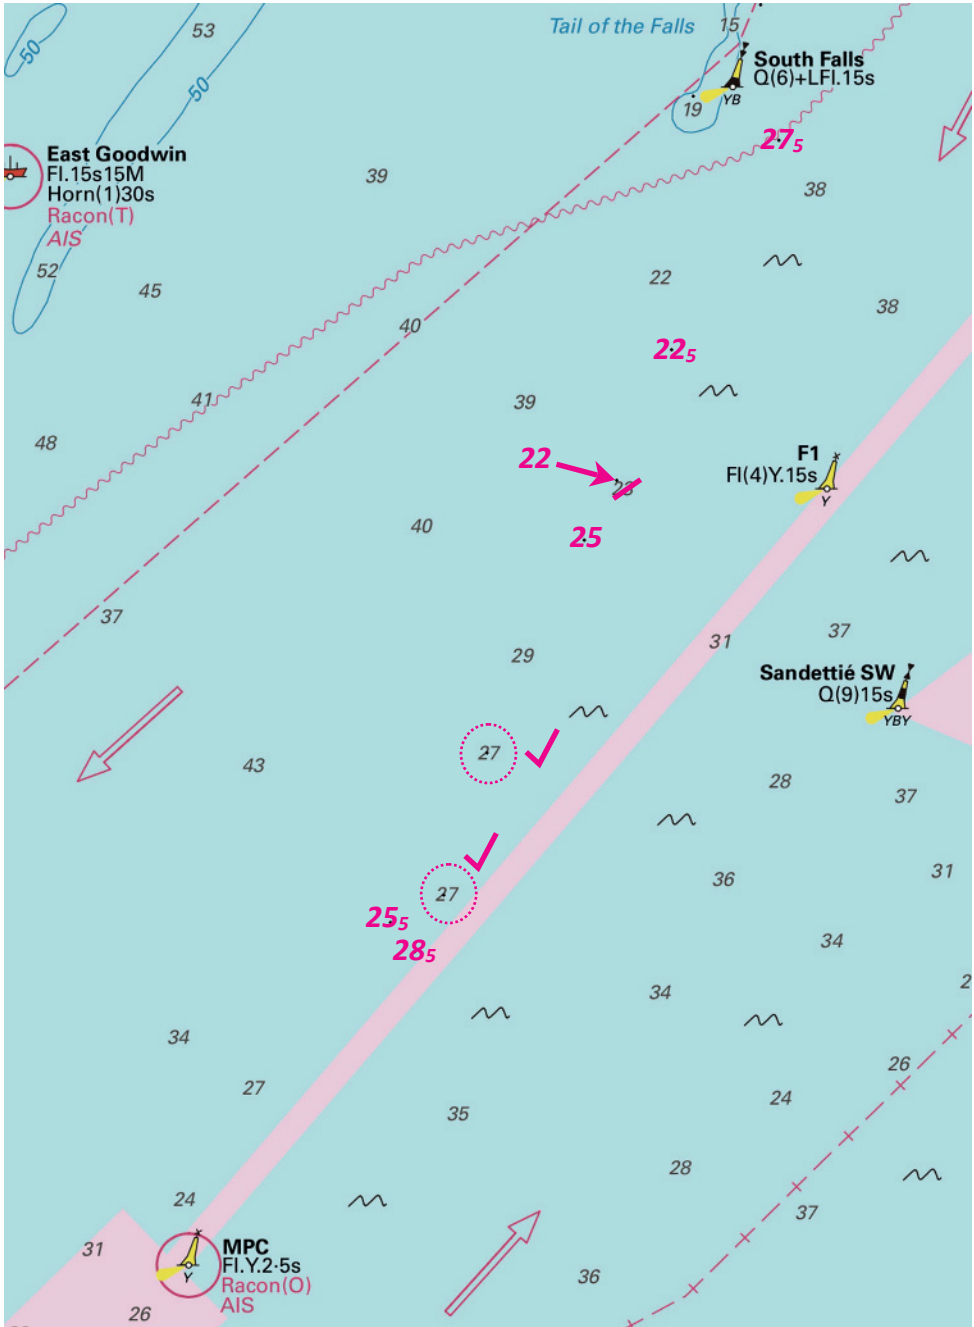 53
Tail of the Falls
15
50
50
South Falls
Q(6)+LFl.15s
YB
19
27₅
East Goodwin
Fl.15s15M
Horn(1)30s
Racon(T)
AIS
39
38
52
45
22
38
40
22₅
41
39
48
F1
Fl(4)Y.15s
Y
22
23
40
25
37
29
31
37
Sandettié SW
Q(9)15s
YBY
27
43
28
37
27
36
31
25₅
28₅
34
34
2
34
27
26
35
24
28
24
37
31
MPC
Fl.Y.2·5s
Racon(O)
AIS
Y
36
26